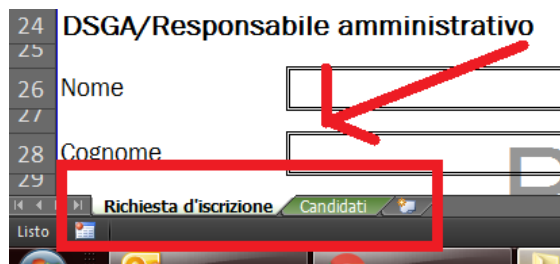 24 DSGA/Responsabile amministrativo
25
26 Nome
27
28 Cognome
29
Richiesta d'iscrizione Candidati
Listo